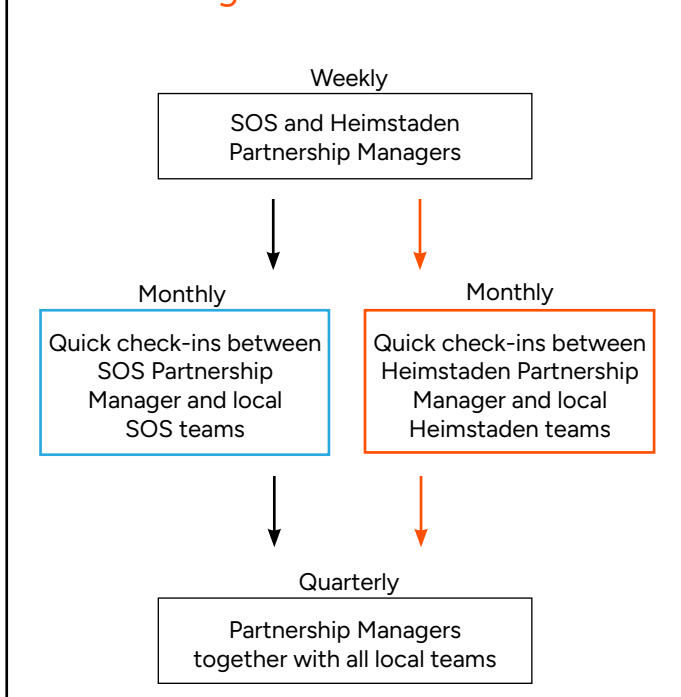 Weekly
SOS and Heimstaden
Partnership Managers
Monthly
Quick check-ins between
SOS Partnership
Manager and local
SOS teams
Monthly
Quick check-ins between
Heimstaden Partnership
Manager and local
Heimstaden teams
Quarterly
Partnership Managers
together with all local teams